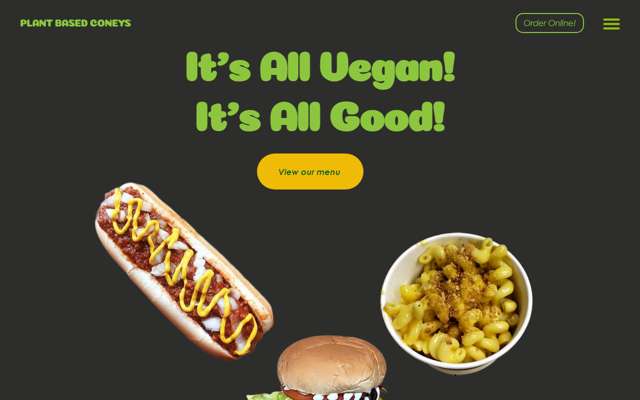 PLANT BASED CONEYS
Order Online!
It's All Vegan!
It's All Good!
View our menu